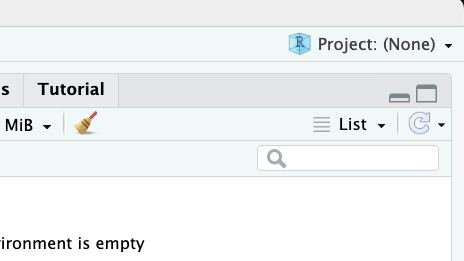 R Project: (None)
s Tutorial
MiB List
ironment is empty